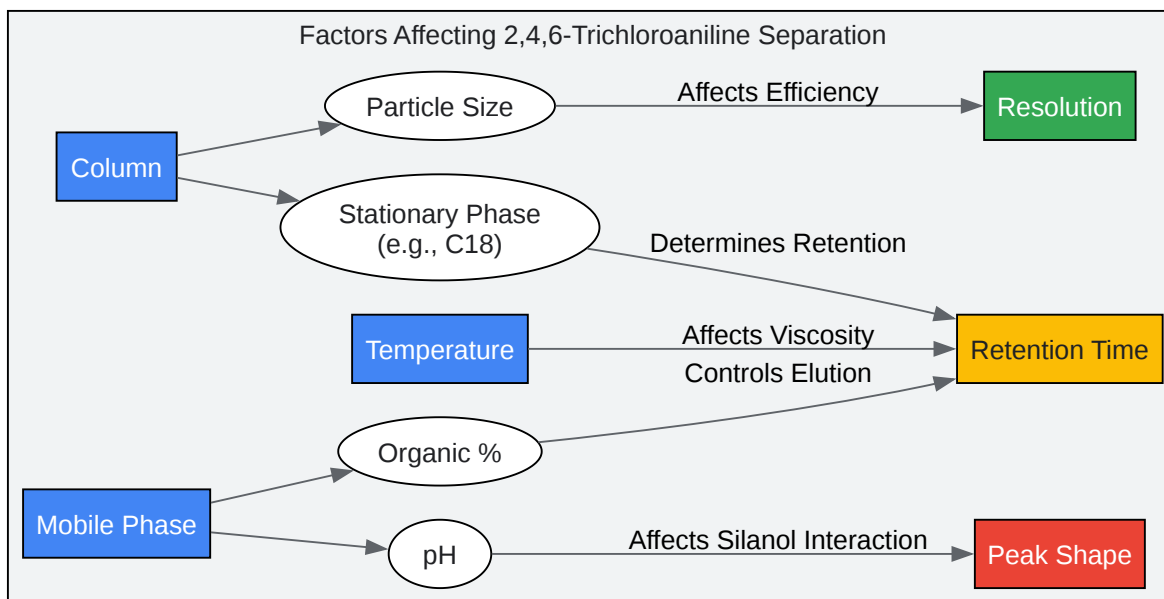 Factors Affecting 2,4,6-Trichloroaniline Separation
Particle Size
Affects Efficiency
Resolution
Column
Stationary Phase
(e.g., C18)
Determines Retention
Temperature
Affects Viscosity
Retention Time
Controls Elution
Organic %
Mobile Phase
pH
Affects Silanol Interaction
Peak Shape